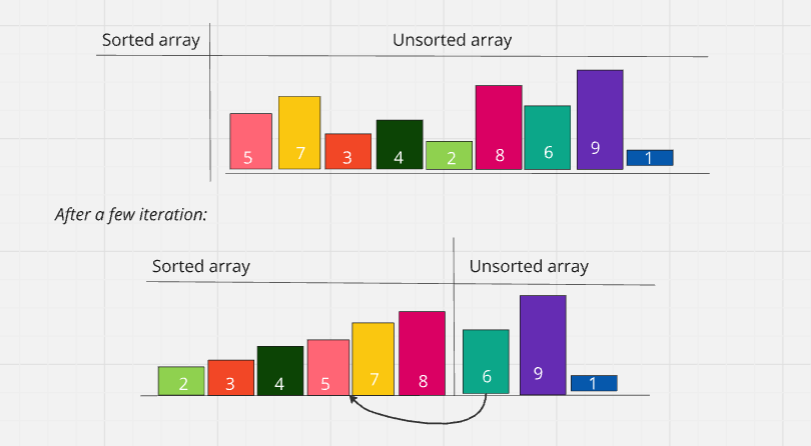 Sorted array Unsorted array
5 7 3 4 2 8 6 9 1
After a few iteration:
Sorted array Unsorted array
2 3 4 5 7 8 6 9 1